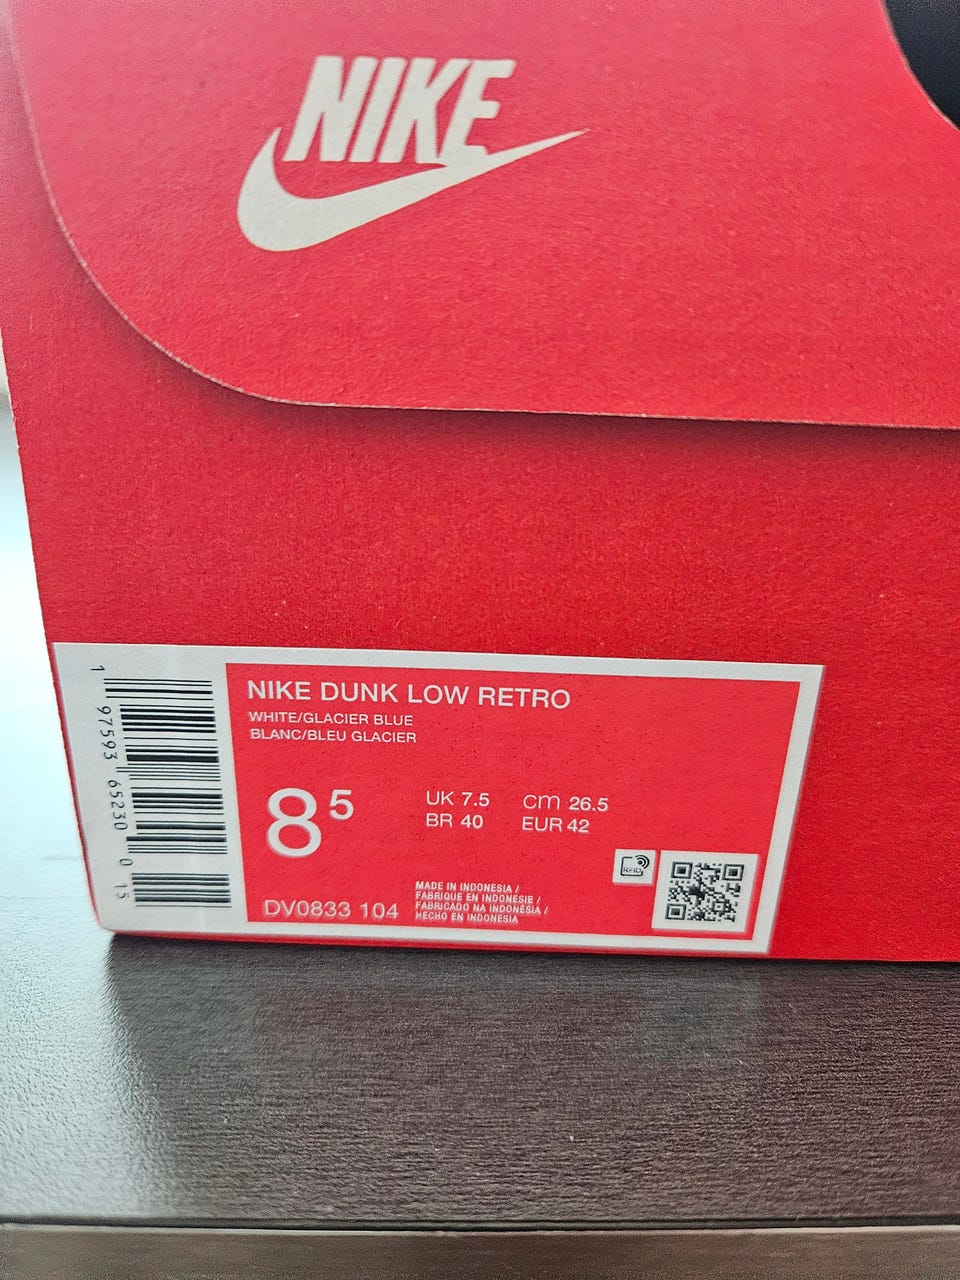 NIKE
NIKE DUNK LOW RETRO
WHITE/GLACIER BLUE
BLANC/BLEU GLACIER
8⁵
UK 7.5 cm 26.5
BR 40 EUR 42
RFID
MADE IN INDONESIA /
FABRIQUE EN INDONESIE /
FABRICADO NA INDONÉSIA /
HECHO EN INDONESIA
DV0833 104
1 97593 65230 0 15